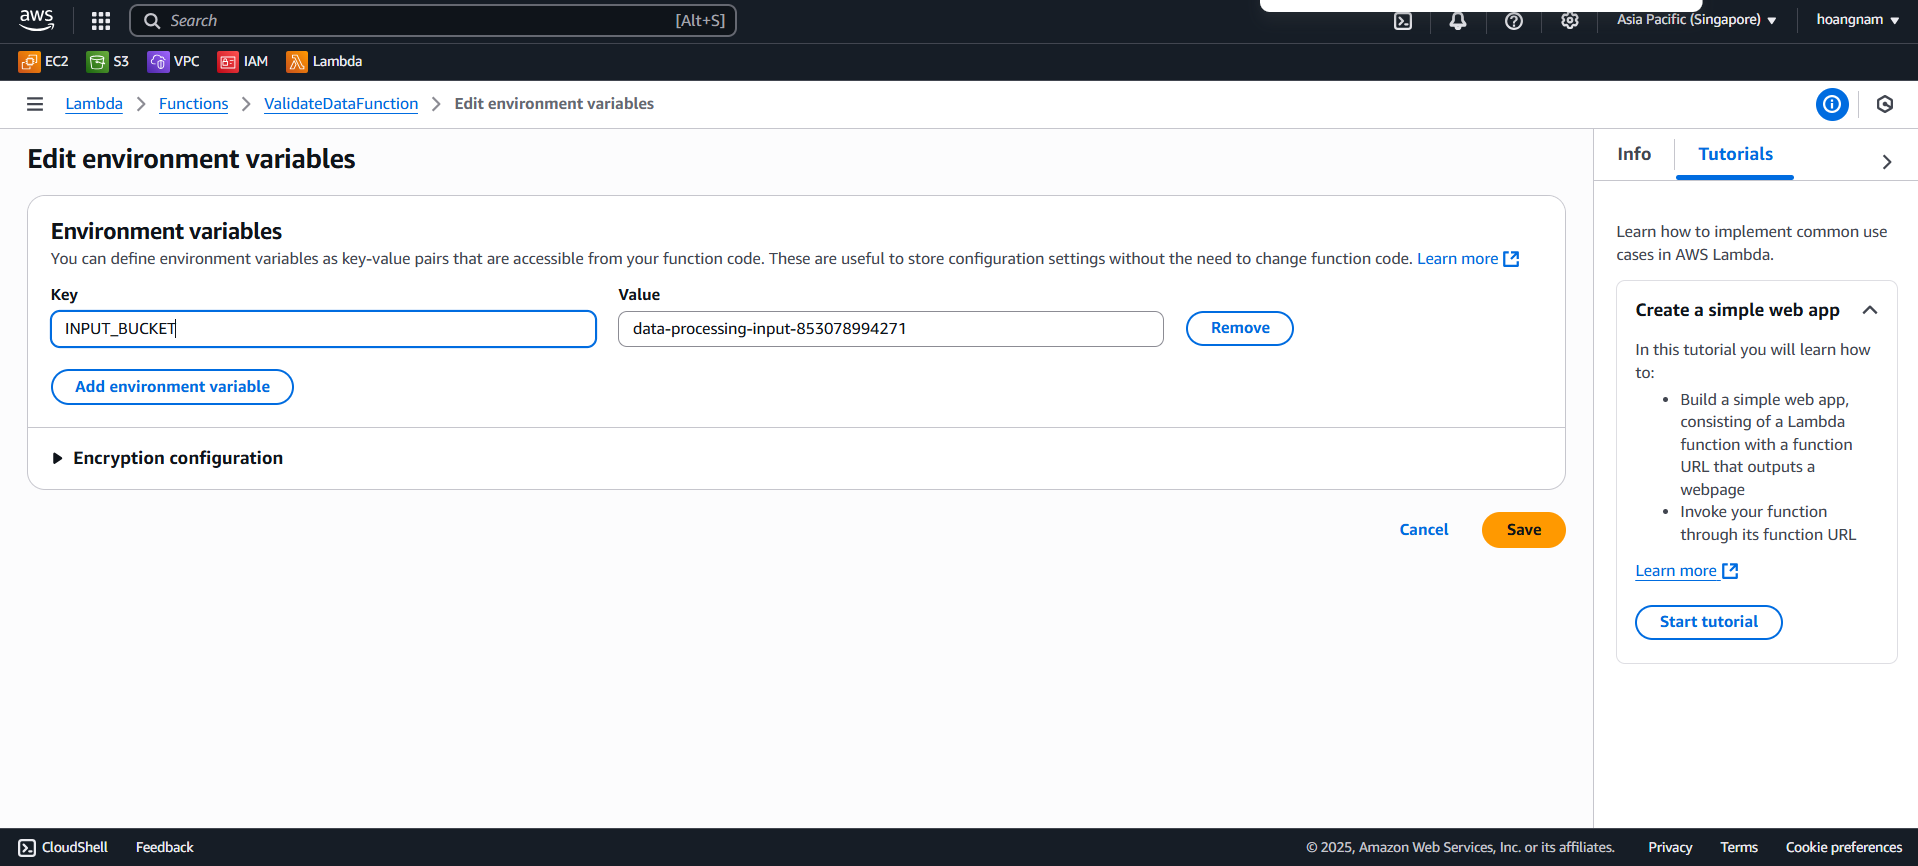 aws
Search [Alt+S]
Asia Pacific (Singapore)
hoangnam
EC2 S3 VPC IAM Lambda
Lambda Functions ValidateDataFunction Edit environment variables
Edit environment variables
Environment variables
You can define environment variables as key-value pairs that are accessible from your function code. These are useful to store configuration settings without the need to change function code. Learn more
Key Value
INPUT_BUCKET data-processing-input-853078994271 Remove
Add environment variable
Encryption configuration
Cancel Save
Info Tutorials
Learn how to implement common use
cases in AWS Lambda.
Create a simple web app
In this tutorial you will learn how
to:
• Build a simple web app,
consisting of a Lambda
function with a function
URL that outputs a
webpage
• Invoke your function
through its function URL
Learn more
Start tutorial
CloudShell Feedback © 2025, Amazon Web Services, Inc. or its affiliates. Privacy Terms Cookie preferences